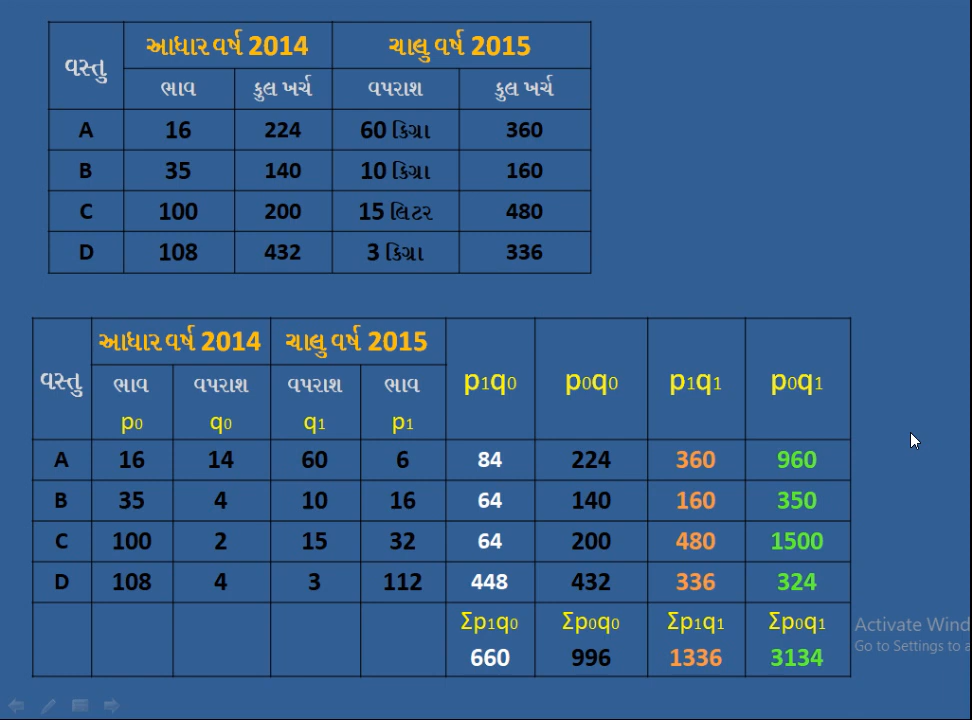 વસ્તુ આધાર વર્ષ 2014 ચાલુ વર્ષ 2015
ભાવ કુલ ખર્ચ વપરાશ કુલ ખર્ચ
A 16 224 60 કિગ્રા 360
B 35 140 10 કિગ્રા 160
C 100 200 15 લિટર 480
D 108 432 3 કિગ્રા 336
વસ્તુ આધાર વર્ષ 2014 ચાલુ વર્ષ 2015 p₁q₀ p₀q₀ p₁q₁ p₀q₁
ભાવ વપરાશ વપરાશ ભાવ
p₀ q₀ q₁ p₁
A 16 14 60 6 84 224 360 960
B 35 4 10 16 64 140 160 350
C 100 2 15 32 64 200 480 1500
D 108 4 3 112 448 432 336 324
Σp₁q₀ Σp₀q₀ Σp₁q₁ Σp₀q₁
660 996 1336 3134
Activate Wind
Go to Settings to a